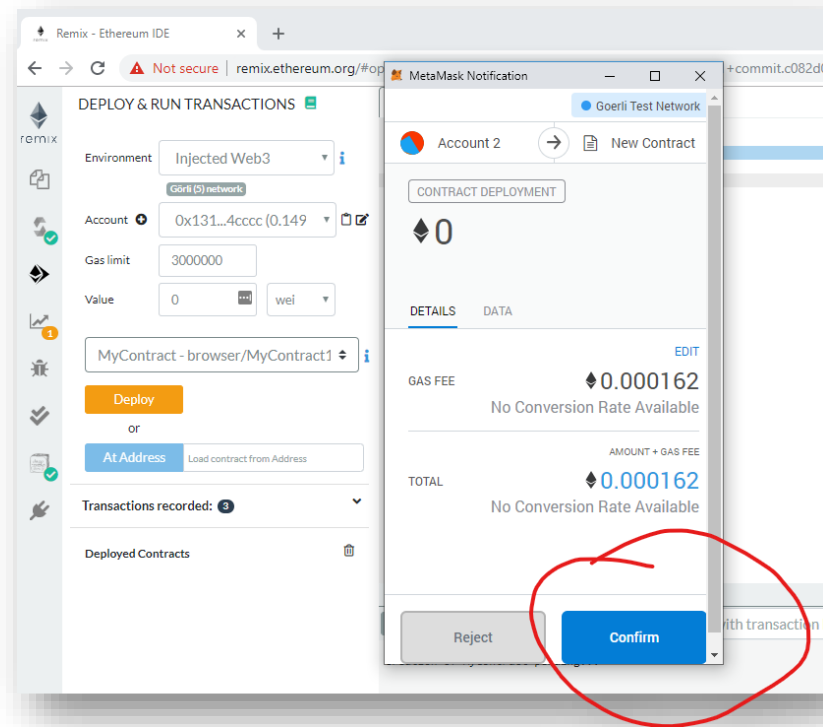 Remix - Ethereum IDE
Not secure | remix.ethereum.org/#op
+commit.c082d0
remix
1
DEPLOY & RUN TRANSACTIONS
Environment
Injected Web3
Görli (5) network
Account
0x131...4cccc (0.149
Gas limit
3000000
Value
0
wei
MyContract - browser/MyContract1
Deploy
or
At Address
Load contract from Address
Transactions recorded: 3
Deployed Contracts
MetaMask Notification
Goerli Test Network
Account 2
New Contract
CONTRACT DEPLOYMENT
0
DETAILS
DATA
EDIT
GAS FEE
0.000162
No Conversion Rate Available
AMOUNT + GAS FEE
TOTAL
0.000162
No Conversion Rate Available
Reject
Confirm
with transaction